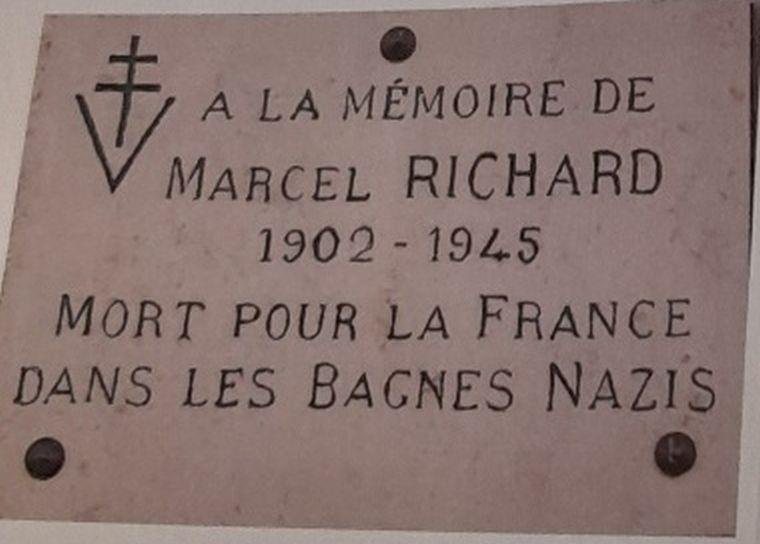 A LA MÉMOIRE DE
MARCEL RICHARD
1902 - 1945
MORT POUR LA FRANCE
DANS LES BAGNES NAZIS